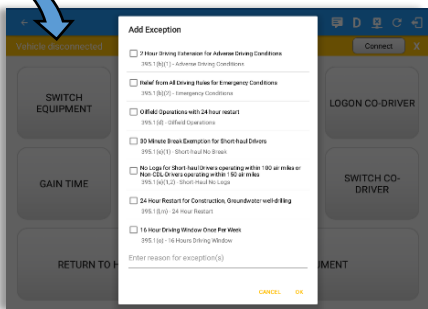 Vehicle disconnected
Connect
X
D
SWITCH
EQUIPMENT
GAIN TIME
RETURN TO H
LOGON CO-DRIVER
SWITCH CO-
DRIVER
UMENT
Add Exception
2 Hour Driving Extension for Adverse Driving Conditions
395.1(b)(1) - Adverse Driving Conditions
Relief from All Driving Rules for Emergency Conditions
395.1(b)(2) - Emergency Conditions
Oilfield Operations with 24 hour restart
395.1(d) - Oilfield Operations
30 Minute Break Exemption for Short-haul Drivers
395.1(e)(1) - Short-haul No Break
No Logs for Short-haul Drivers operating within 100 air miles or
Non-CDL Drivers operating within 150 air miles
395.1(e)(1,2) - Short-Haul No Logs
24 Hour Restart for Construction, Groundwater well-drilling
395.1(l,m) - 24 Hour Restart
16 Hour Driving Window Once Per Week
395.1(o) - 16 Hours Driving Window
Enter reason for exception(s)
CANCEL
OK